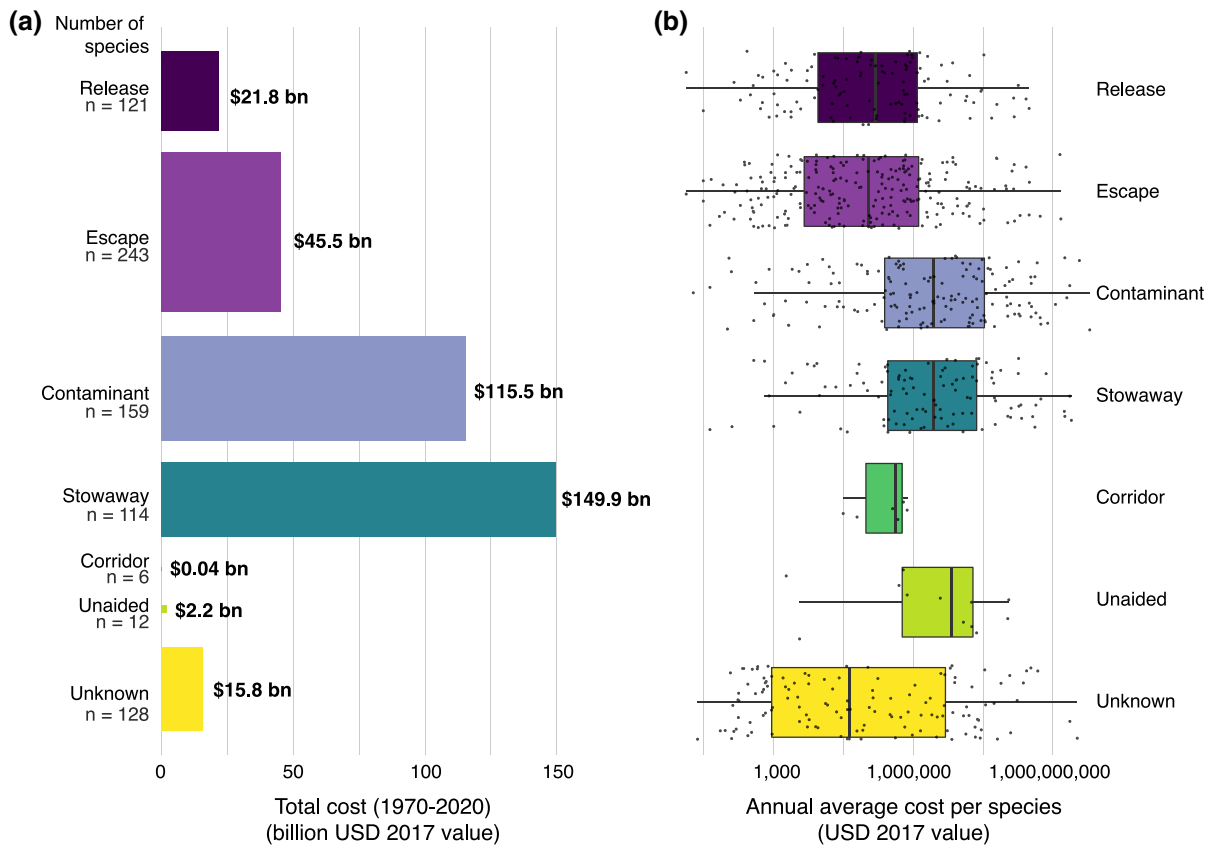 (a)
Number of
species
Release
n = 121
$21.8 bn
Escape
n = 243
$45.5 bn
Contaminant
n = 159
$115.5 bn
Stowaway
n = 114
$149.9 bn
Corridor
n = 6
$0.04 bn
Unaided
n = 12
$2.2 bn
Unknown
n = 128
$15.8 bn
0 50 100 150
Total cost (1970-2020)
(billion USD 2017 value)
(b)
Release
Escape
Contaminant
Stowaway
Corridor
Unaided
Unknown
1,000 1,000,000 1,000,000,000
Annual average cost per species
(USD 2017 value)